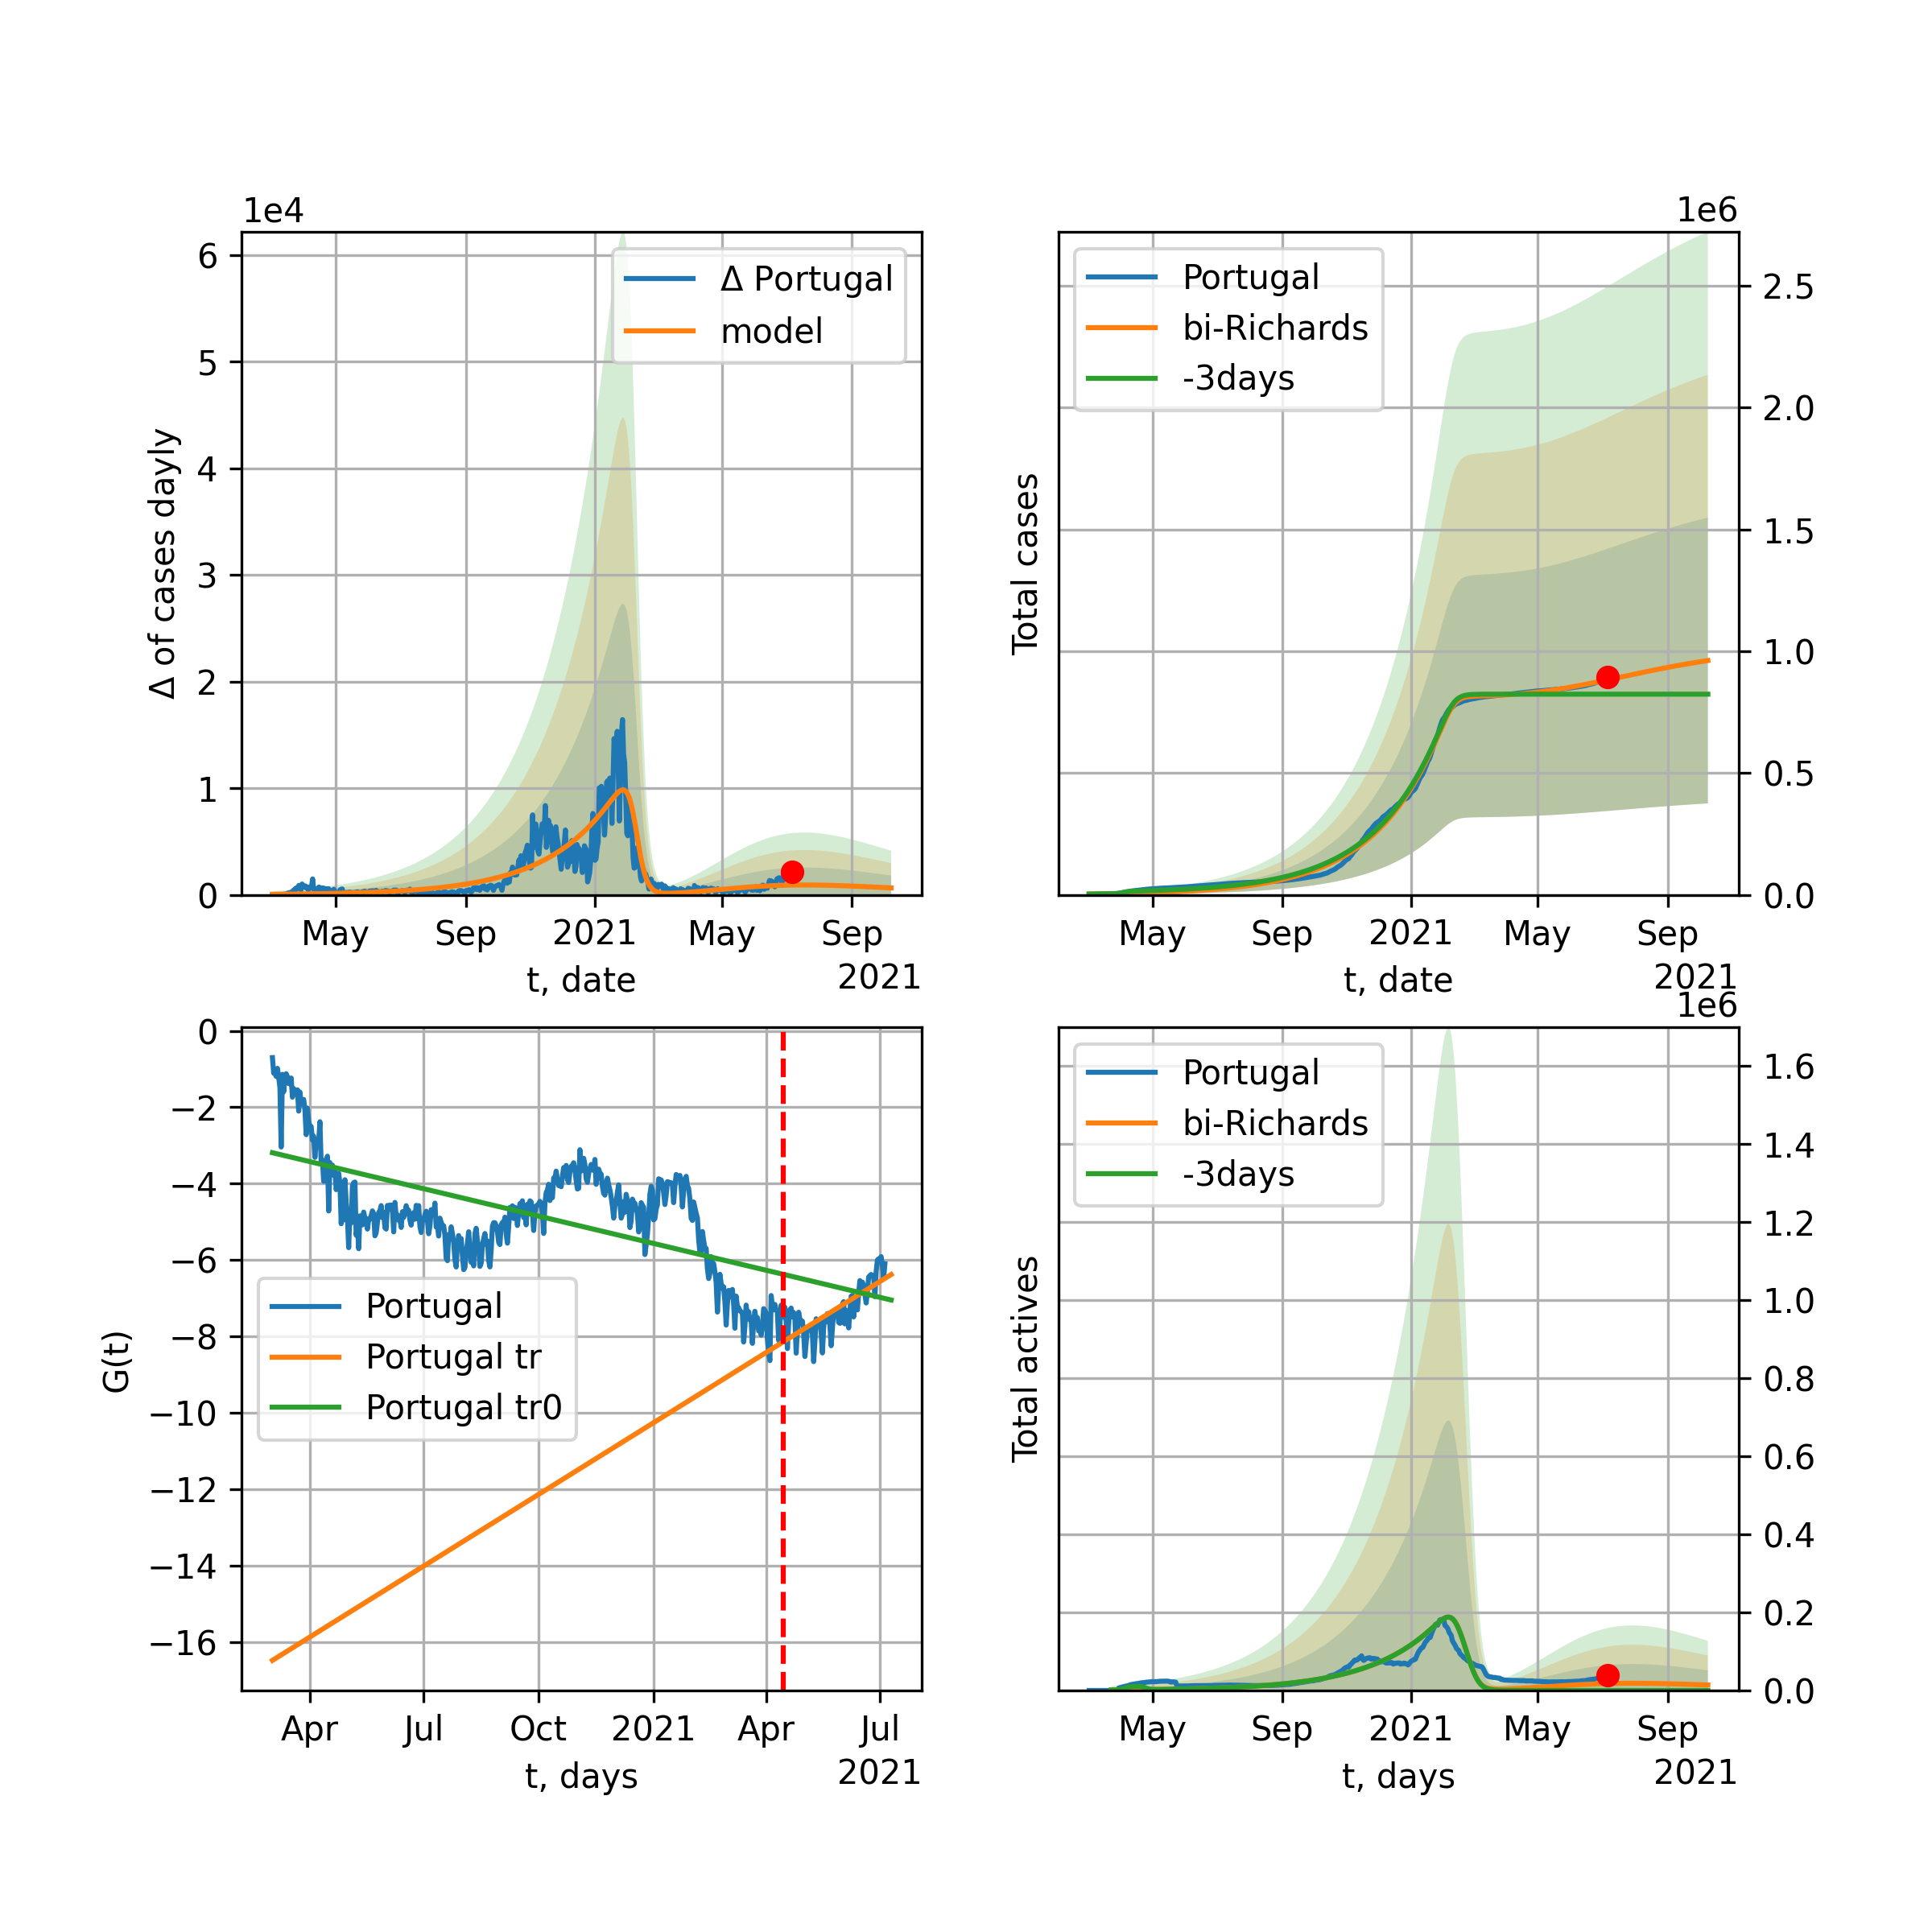 1e4
Δ of cases dayly
6
5
4
3
2
1
0
Δ Portugal
model
May Sep 2021 May Sep
t, date 2021
1e6
Total cases
Portugal
bi-Richards
-3days
2.5
2.0
1.5
1.0
0.5
0.0
May Sep 2021 May Sep
t, date 2021
G(t)
0
−2
−4
−6
−8
−10
−12
−14
−16
Portugal
Portugal tr
Portugal tr0
Apr Jul Oct 2021 Apr Jul
t, days 2021
1e6
Total actives
Portugal
bi-Richards
-3days
1.6
1.4
1.2
1.0
0.8
0.6
0.4
0.2
0.0
May Sep 2021 May Sep
t, days 2021